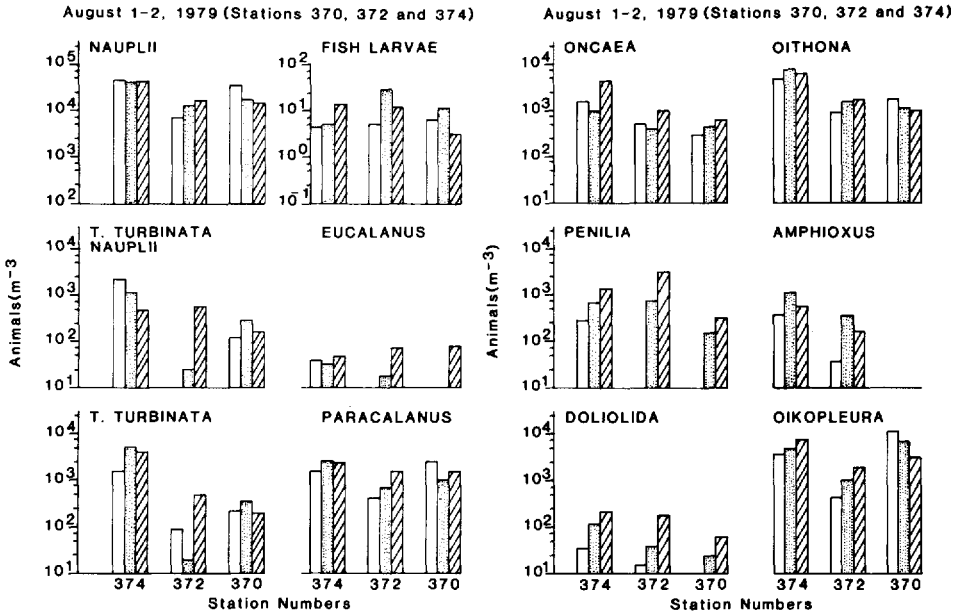 August 1-2, 1979 (Stations 370, 372 and 374)
NAUPLII
10^5
10^4
10^3
10^2
FISH LARVAE
10^2
10^1
10^0
10^-1
T. TURBINATA
NAUPLII
10^4
10^3
10^2
10^1
EUCALANUS
Animals(m^-3
T. TURBINATA
10^4
10^3
10^2
10^1
PARACALANUS
374 372 370
374 372 370
Station Numbers
August 1-2, 1979 (Stations 370, 372 and 374)
ONCAEA
10^4
10^3
10^2
10^1
OITHONA
PENILIA
10^4
10^3
10^2
10^1
AMPHIOXUS
Animals(m^-3)
DOLIOLIDA
10^4
10^3
10^2
10^1
OIKOPLEURA
374 372 370
374 372 370
Station Numbers